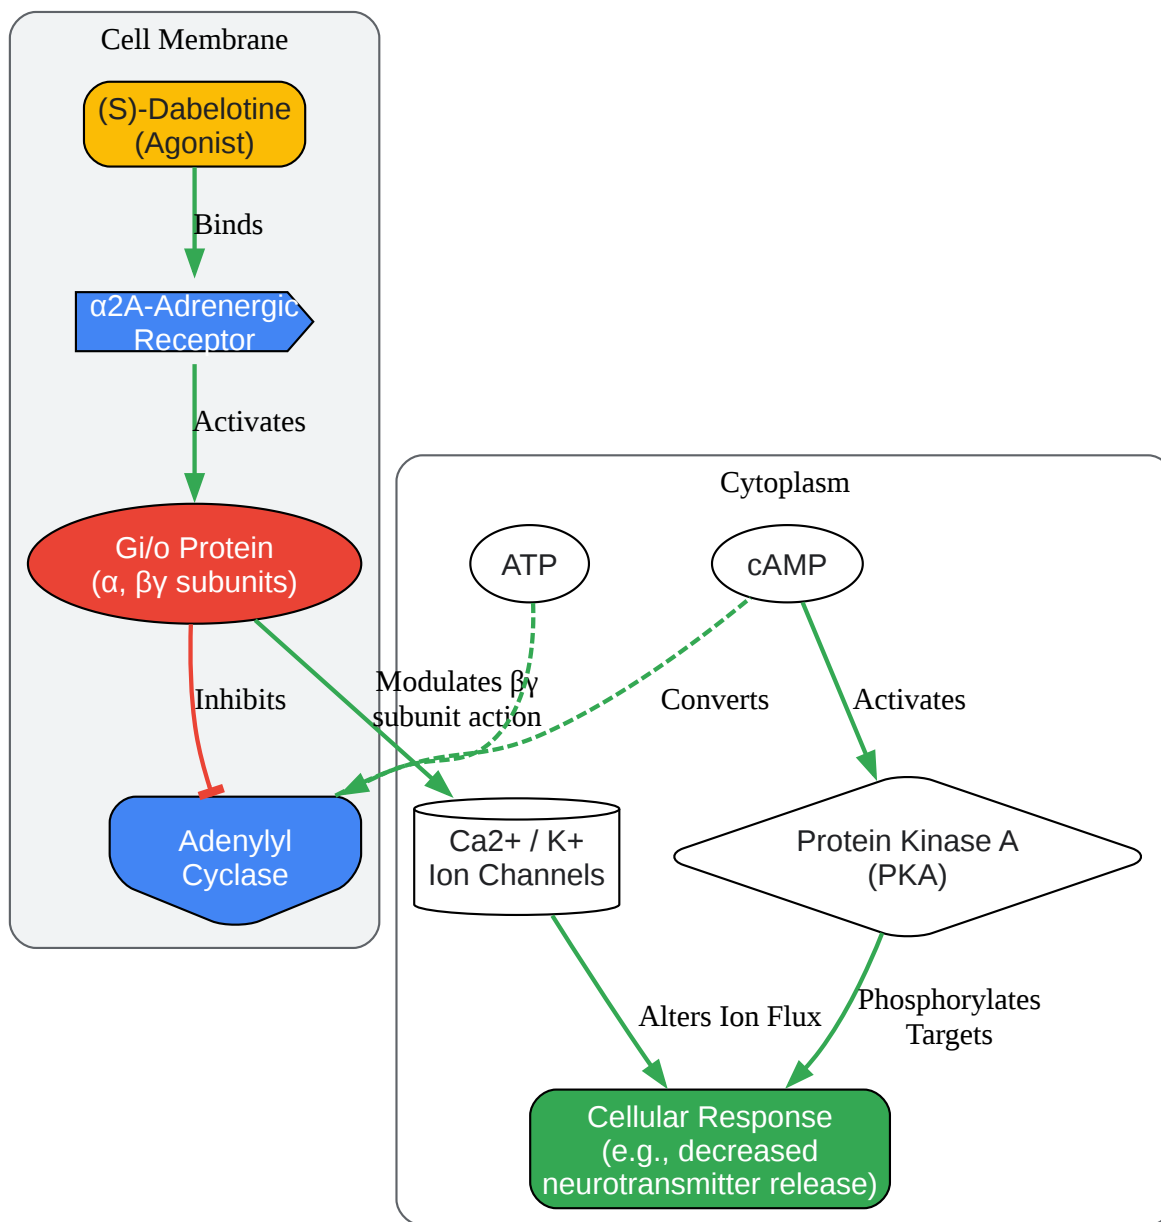 Cell Membrane
(S)-Dabelotine
(Agonist)
Binds
α2A-Adrenergic
Receptor
Activates
Cytoplasm
Gi/o Protein
(α, βγ subunits)
ATP
cAMP
Inhibits
Modulates βγ
subunit action
Converts
Activates
Adenylyl
Cyclase
Ca2+ / K+
Ion Channels
Protein Kinase A
(PKA)
Alters Ion Flux
Phosphorylates
Targets
Cellular Response
(e.g., decreased
neurotransmitter release)